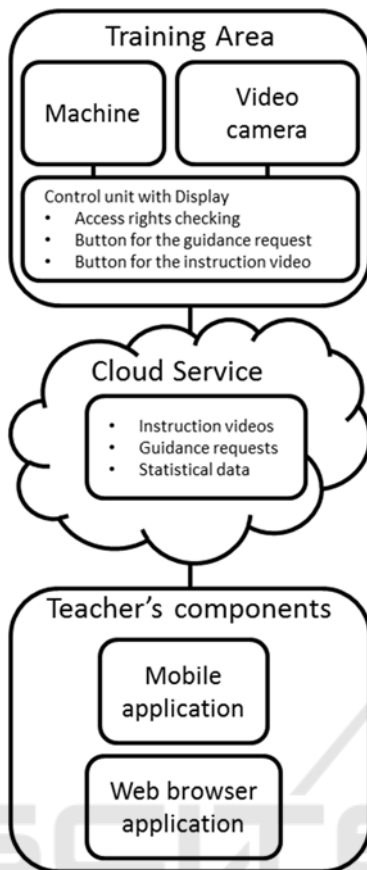 Training Area
Machine
Video
camera
Control unit with Display
• Access rights checking
• Button for the guidance request
• Button for the instruction video
Cloud Service
• Instruction videos
• Guidance requests
• Statistical data
Teacher's components
Mobile
application
Web browser
application